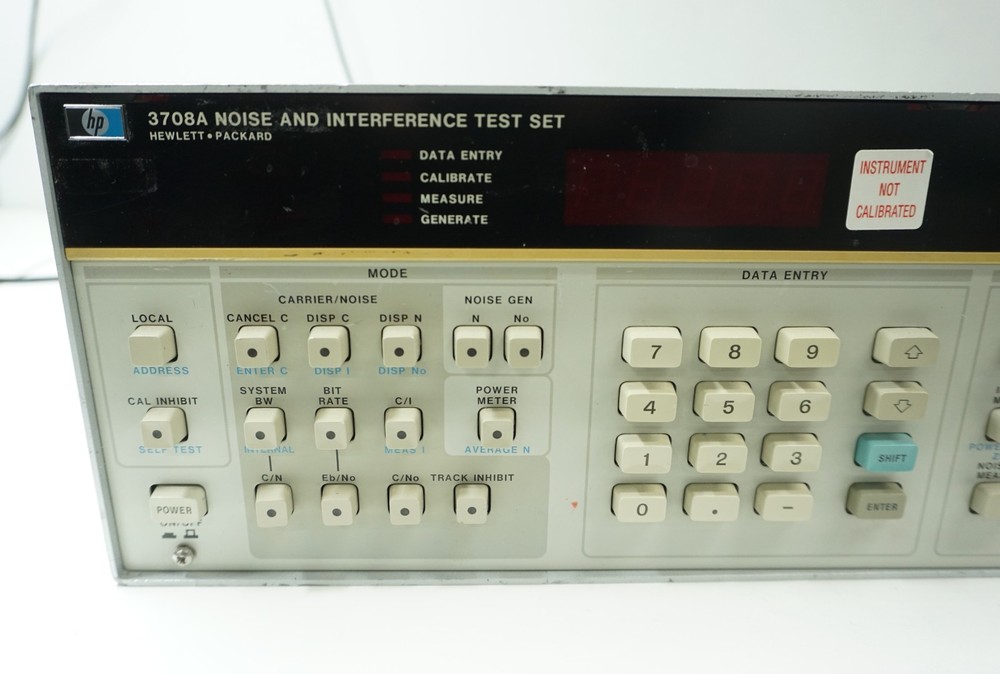 hp
3708A NOISE AND INTERFERENCE TEST SET
HEWLETT • PACKARD
DATA ENTRY
CALIBRATE
MEASURE
GENERATE
INSTRUMENT
NOT
CALIBRATED
MODE
DATA ENTRY
CARRIER/NOISE
NOISE GEN
LOCAL
CANCEL C
DISP C
DISP N
N
No
ADDRESS
ENTER C
DISP I
DISP No
CAL INHIBIT
SYSTEM
BW
BIT
RATE
C/I
POWER
METER
SELF TEST
INTERNAL
MEAS I
AVERAGE N
C/N
Eb/No
C/No
TRACK INHIBIT
POWER
ON/OFF
7 8 9
4 5 6
1 2 3
SHIFT
0 . −
ENTER